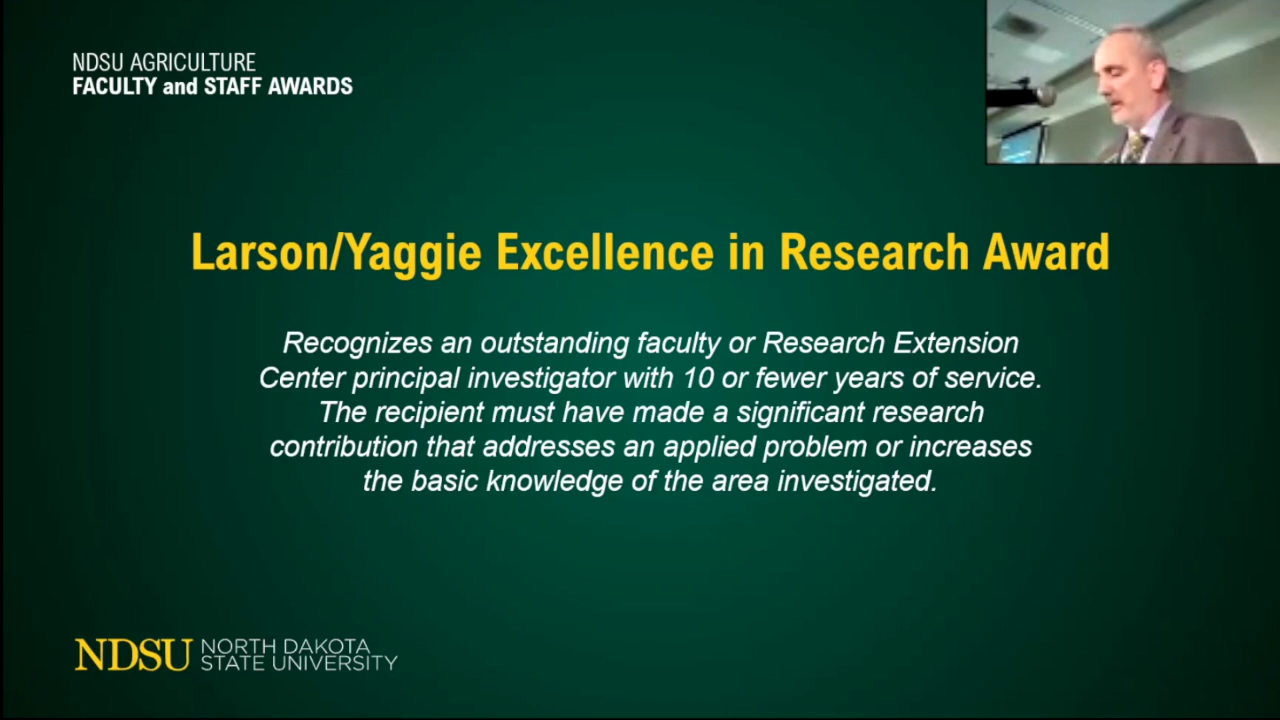 NDSU AGRICULTURE
FACULTY and STAFF AWARDS
Larson/Yaggie Excellence in Research Award
Recognizes an outstanding faculty or Research Extension
Center principal investigator with 10 or fewer years of service.
The recipient must have made a significant research
contribution that addresses an applied problem or increases
the basic knowledge of the area investigated.
NDSU NORTH DAKOTA
STATE UNIVERSITY